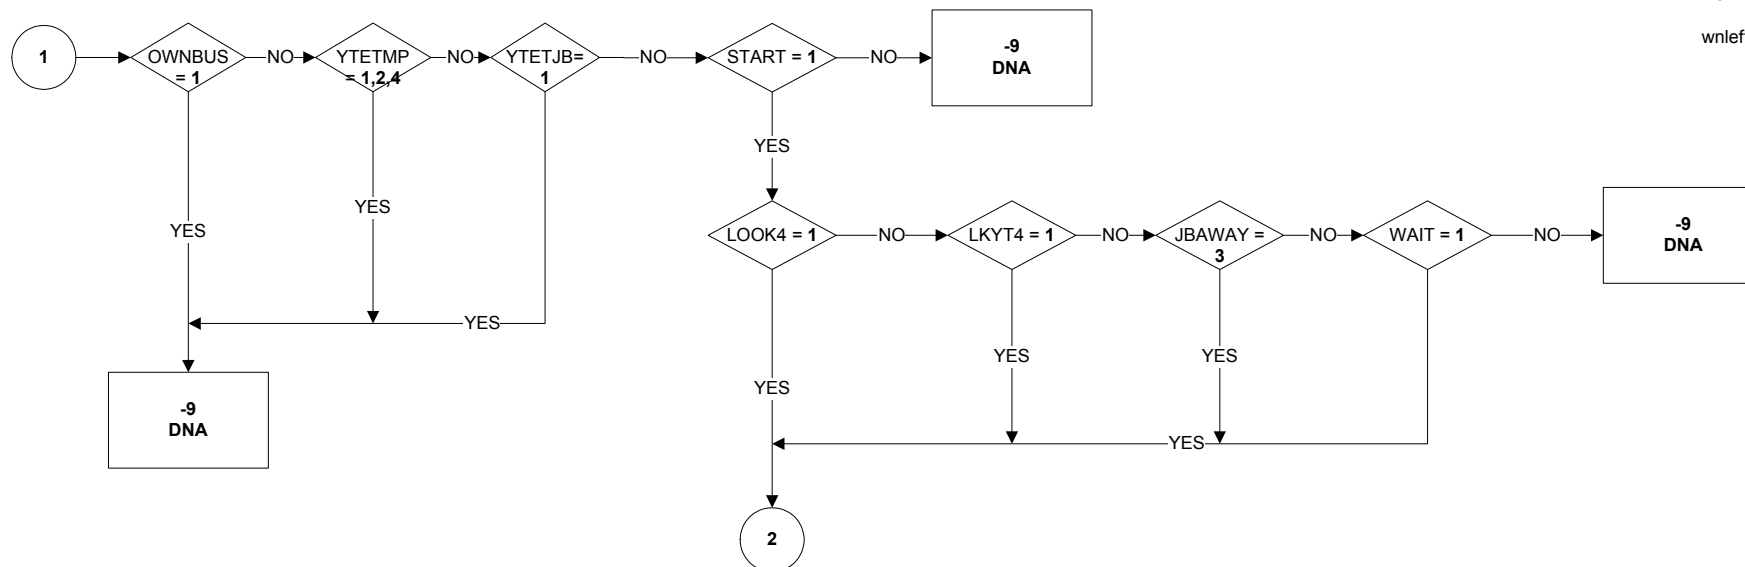 wnlef
1
OWNBUS
= 1
NO
YTETMP
= 1,2,4
NO
YTETJB=
1
NO
START = 1
NO
-9
DNA
YES
LOOK4 = 1
NO
LKYT4 = 1
NO
JBAWAY =
3
NO
WAIT = 1
NO
-9
DNA
YES
YES
YES
YES
YES
YES
YES
-9
DNA
2